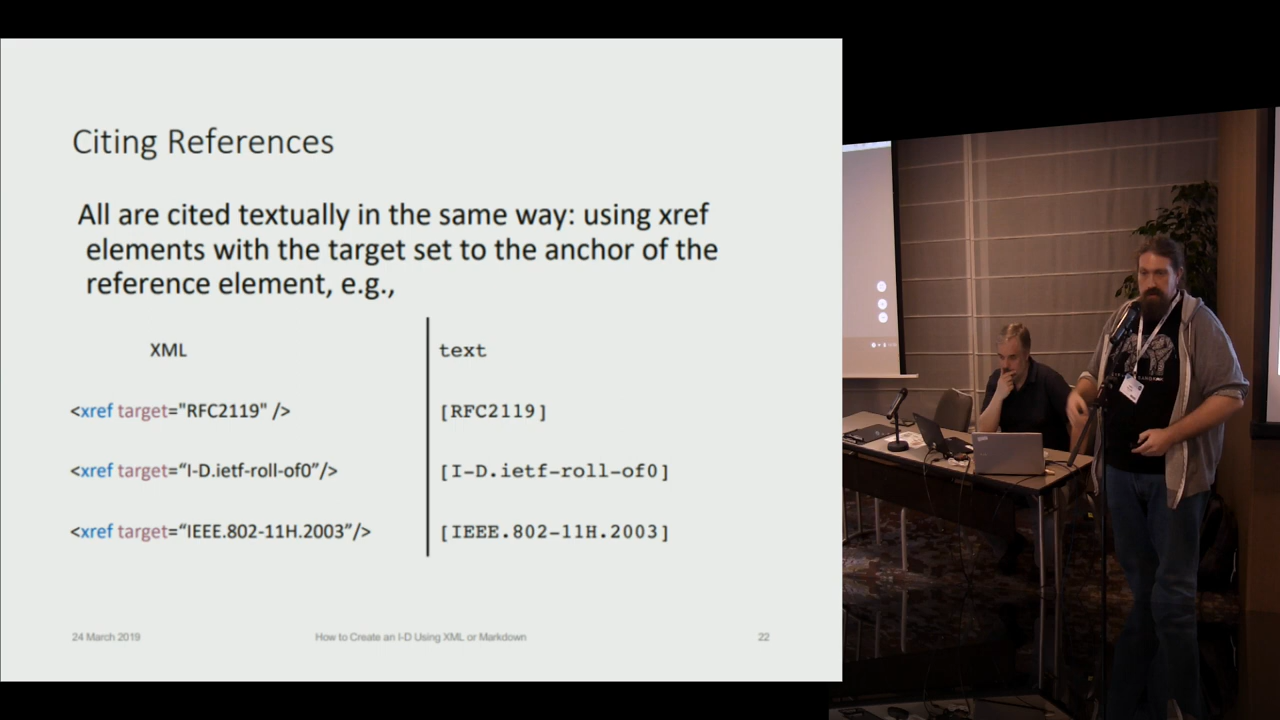 Citing References
All are cited textually in the same way: using xref
elements with the target set to the anchor of the
reference element, e.g.,
XML text
<xref target="RFC2119" /> [RFC2119]
<xref target=“I-D.ietf-roll-of0”/> [I-D.ietf-roll-of0]
<xref target=“IEEE.802-11H.2003”/> [IEEE.802-11H.2003]
24 March 2019 How to Create an I-D Using XML or Markdown 22